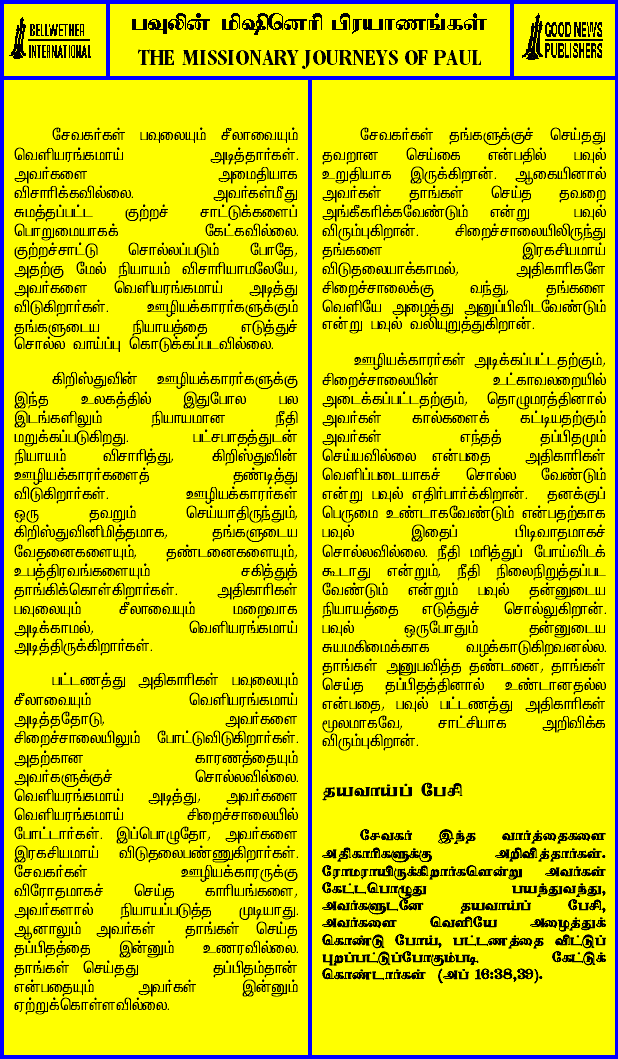 BELLWETHER
INTERNATIONAL
பவுலின் மிஷினெரி பிரயாணங்கள்
THE MISSIONARY JOURNEYS OF PAUL
GOOD NEWS
PUBLISHERS
சேவகர்கள் பவுலையும் சீலாவையும்
வெளியரங்கமாய் அடித்தார்கள்.
அவர்களை அமைதியாக
விசாரிக்கவில்லை. அவர்கள்மீது
சுமத்தப்பட்ட குற்றச் சாட்டுக்களைப்
பொறுமையாகக் கேட்கவில்லை.
குற்றச்சாட்டு சொல்லப்படும் போதே,
அதற்கு மேல் நியாயம் விசாரியாமலேயே,
அவர்களை வெளியரங்கமாய் அடித்து
விடுகிறார்கள். ஊழியக்காரர்களுக்கும்
தங்களுடைய நியாயத்தை எடுத்துச்
சொல்ல வாய்ப்பு கொடுக்கப்படவில்லை.
கிறிஸ்துவின் ஊழியக்காரர்களுக்கு
இந்த உலகத்தில் இதுபோல பல
இடங்களிலும் நியாயமான நீதி
மறுக்கப்படுகிறது. பட்சபாதத்துடன்
நியாயம் விசாரித்து, கிறிஸ்துவின்
ஊழியக்காரர்களைத் தண்டித்து
விடுகிறார்கள். ஊழியக்காரர்கள்
ஒரு தவறும் செய்யாதிருந்தும்,
கிறிஸ்துவினிமித்தமாக, தங்களுடைய
வேதனைகளையும், தண்டனைகளையும்,
உபத்திரவங்களையும் சகித்துத்
தாங்கிக்கொள்கிறார்கள். அதிகாரிகள்
பவுலையும் சீலாவையும் மறைவாக
அடிக்காமல், வெளியரங்கமாய்
அடித்திருக்கிறார்கள்.
பட்டணத்து அதிகாரிகள் பவுலையும்
சீலாவையும் வெளியரங்கமாய்
அடித்ததோடு, அவர்களை
சிறைச்சாலையிலும் போட்டுவிடுகிறார்கள்.
அதற்கான காரணத்தையும்
அவர்களுக்குச் சொல்லவில்லை.
வெளியரங்கமாய் அடித்து, அவர்களை
வெளியரங்கமாய் சிறைச்சாலையில்
போட்டார்கள். இப்பொழுதோ, அவர்களை
இரகசியமாய் விடுதலைபண்ணுகிறார்கள்.
சேவகர்கள் ஊழியக்காரருக்கு
விரோதமாகச் செய்த காரியங்களை,
அவர்களால் நியாயப்படுத்த முடியாது.
ஆனாலும் அவர்கள் தாங்கள் செய்த
தப்பிதத்தை இன்னும் உணரவில்லை.
தாங்கள் செய்தது தப்பிதம்தான்
என்பதையும் அவர்கள் இன்னும்
ஏற்றுக்கொள்ளவில்லை.
சேவகர்கள் தங்களுக்குச் செய்தது
தவறான செய்கை என்பதில் பவுல்
உறுதியாக இருக்கிறான். ஆகையினால்
அவர்கள் தாங்கள் செய்த தவறை
அங்கீகரிக்கவேண்டும் என்று பவுல்
விரும்புகிறான். சிறைச்சாலையிலிருந்து
தங்களை இரகசியமாய்
விடுதலையாக்காமல், அதிகாரிகளே
சிறைச்சாலைக்கு வந்து, தங்களை
வெளியே அழைத்து அனுப்பிவிடவேண்டும்
என்று பவுல் வலியுறுத்துகிறான்.
ஊழியக்காரர்கள் அடிக்கப்பட்டதற்கும்,
சிறைச்சாலையின் உட்காவலறையில்
அடைக்கப்பட்டதற்கும், தொழுமரத்தினால்
அவர்கள் கால்களைக் கட்டியதற்கும்
அவர்கள் எந்தத் தப்பிதமும்
செய்யவில்லை என்பதை அதிகாரிகள்
வெளிப்படையாகச் சொல்ல வேண்டும்
என்று பவுல் எதிர்பார்க்கிறான். தனக்குப்
பெருமை உண்டாகவேண்டும் என்பதற்காக
பவுல் இதைப் பிடிவாதமாகச்
சொல்லவில்லை. நீதி மரித்துப் போய்விடக்
கூடாது என்றும், நீதி நிலைநிறுத்தப்பட
வேண்டும் என்றும் பவுல் தன்னுடைய
நியாயத்தை எடுத்துச் சொல்லுகிறான்.
பவுல் ஒருபோதும் தன்னுடைய
சுயமகிமைக்காக வழக்காடுகிறவனல்ல.
தாங்கள் அனுபவித்த தண்டனை, தாங்கள்
செய்த தப்பிதத்தினால் உண்டானதல்ல
என்பதை, பவுல் பட்டணத்து அதிகாரிகள்
மூலமாகவே, சாட்சியாக அறிவிக்க
விரும்புகிறான்.
தயவாய்ப் பேசி
சேவகர் இந்த வார்த்தைகளை
அதிகாரிகளுக்கு அறிவித்தார்கள்.
ரோமராயிருக்கிறார்களென்று அவர்கள்
கேட்டபொழுது பயந்துவந்து,
அவர்களுடனே தயவாய்ப் பேசி,
அவர்களை வெளியே அழைத்துக்
கொண்டு போய், பட்டணத்தை விட்டுப்
புறப்பட்டுப்போகும்படி கேட்டுக்
கொண்டார்கள் (அப் 16:38,39).